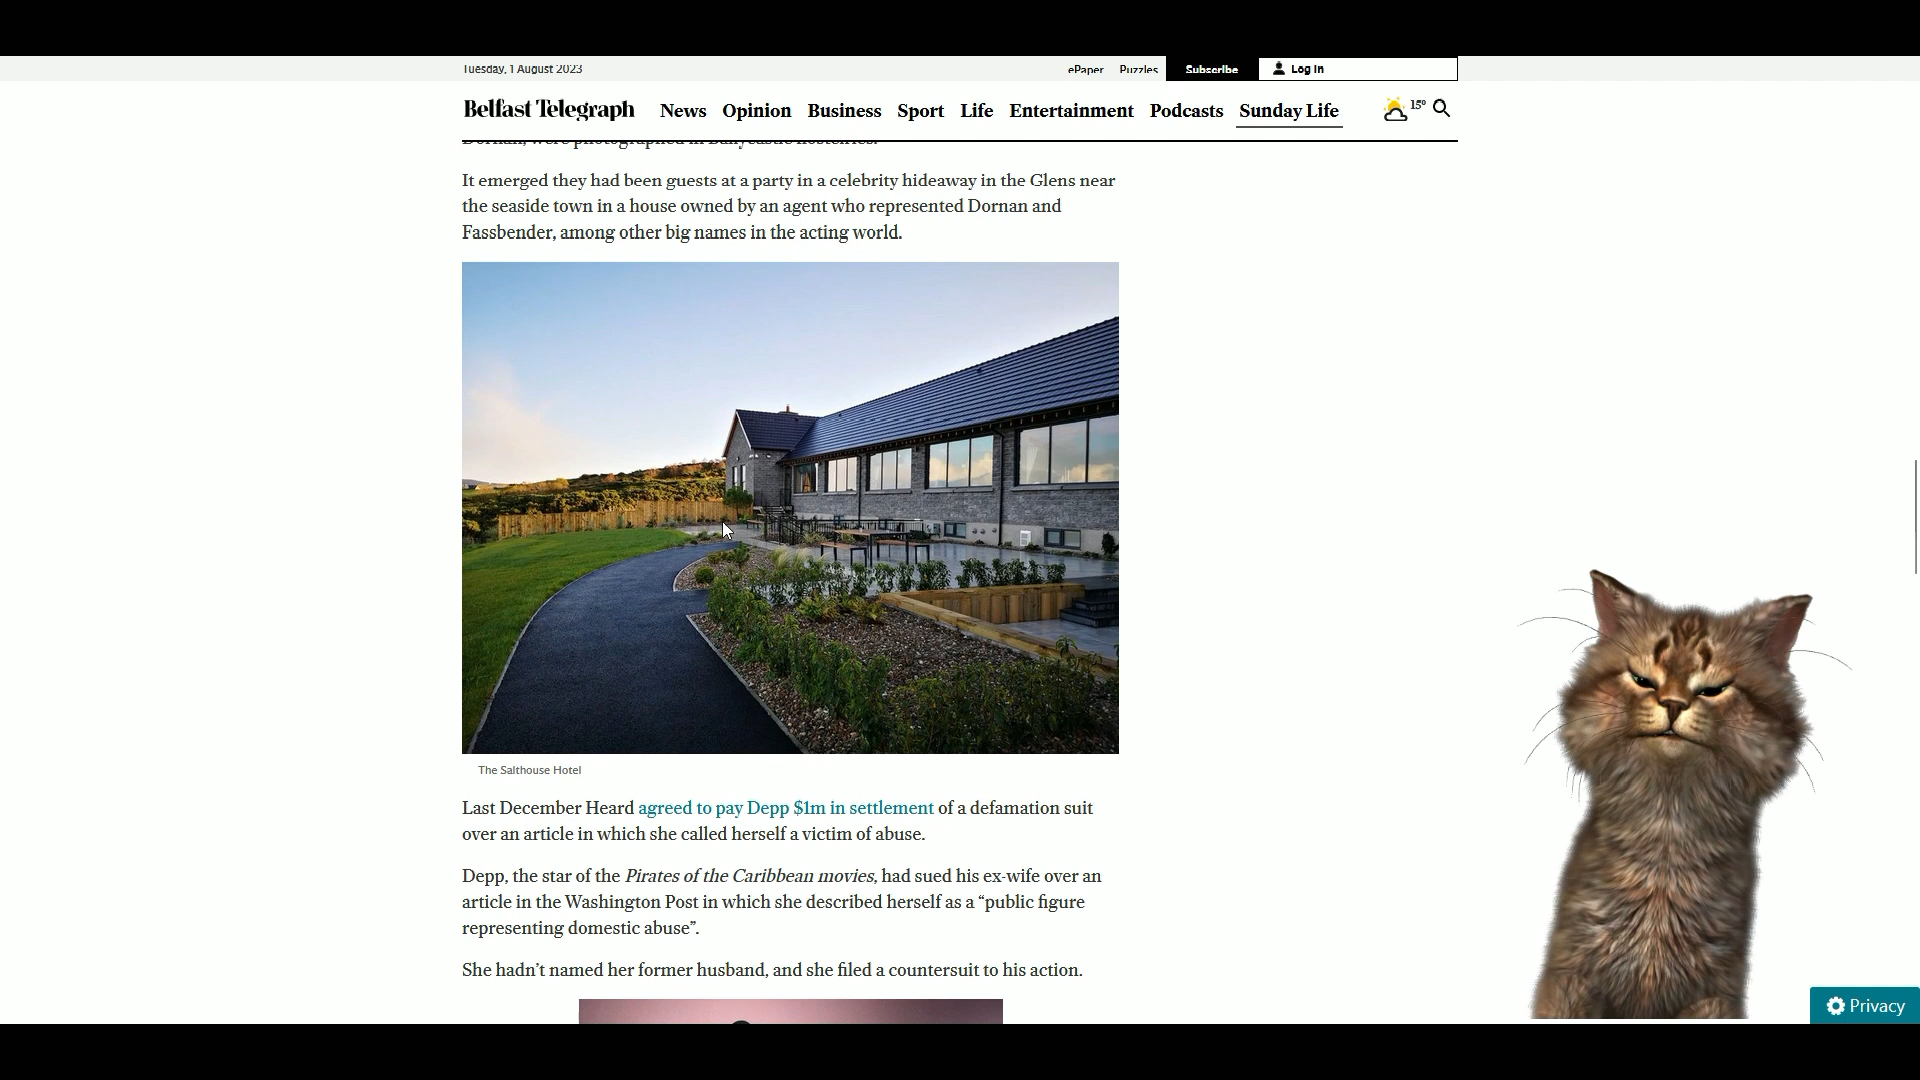 Tuesday, 1 August 2023
ePaper Puzzles Subscribe Log in
Belfast Telegraph News Opinion Business Sport Life Entertainment Podcasts Sunday Life 15°
Dornan, were photographed in Ballycastle hostelries.
It emerged they had been guests at a party in a celebrity hideaway in the Glens near
the seaside town in a house owned by an agent who represented Dornan and
Fassbender, among other big names in the acting world.
The Salthouse Hotel
Last December Heard agreed to pay Depp $1m in settlement of a defamation suit
over an article in which she called herself a victim of abuse.
Depp, the star of the Pirates of the Caribbean movies, had sued his ex-wife over an
article in the Washington Post in which she described herself as a “public figure
representing domestic abuse”.
She hadn’t named her former husband, and she filed a countersuit to his action.
Privacy